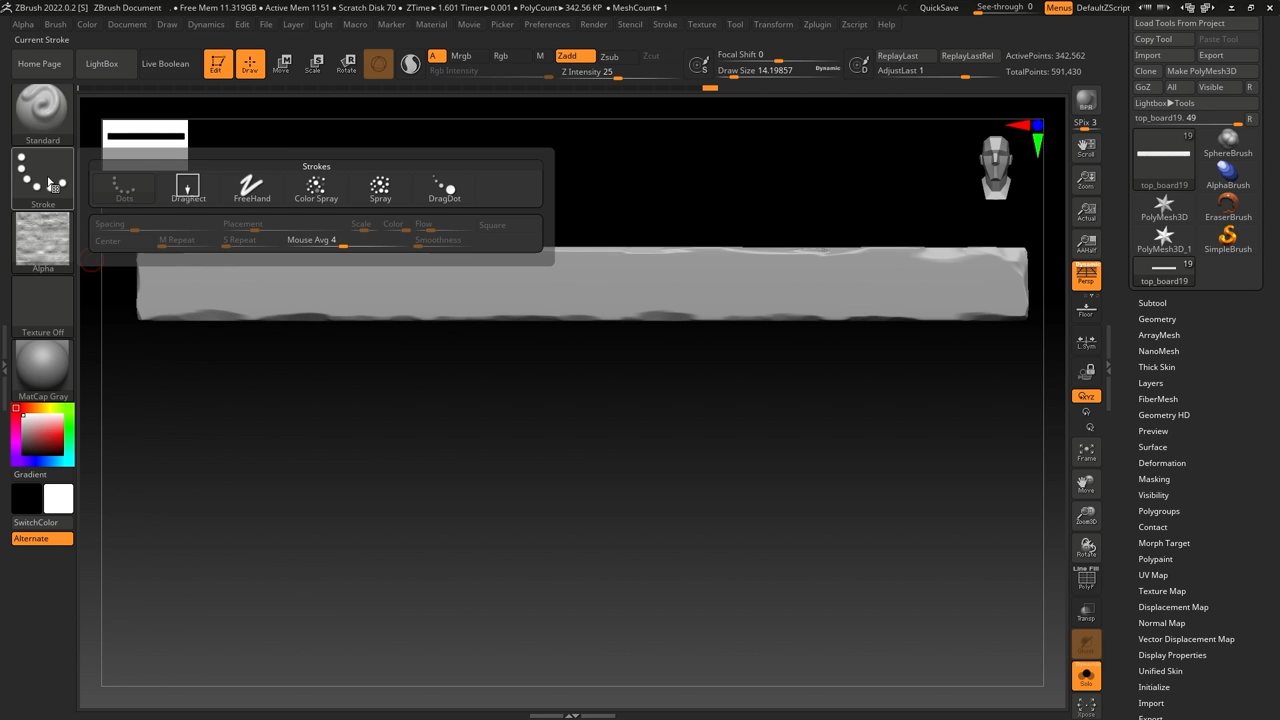 ZBrush 2022.0.2 [S] ZBrush Document . ● Free Mem 11.319GB ● Active Mem 1151 ● Scratch Disk 70 ● ZTime▸1.601 Timer▸0.001 ● PolyCount▸342.56 KP ● MeshCount▸1 AC QuickSave See-through 0 Menus DefaultZScript
Alpha Brush Color Document Draw Dynamics Edit File Layer Light Macro Marker Material Movie Picker Preferences Render Stencil Stroke Texture Tool Transform Zplugin Zscript Help
Current Stroke
Home Page LightBox Live Boolean Edit Draw Move Scale Rotate
A Mrgb Rgb M Zadd Zsub Zcut
Rgb Intensity Z Intensity 25
Focal Shift 0
Draw Size 14.19857 Dynamic
S D
ReplayLast ReplayLastRel
AdjustLast 1
ActivePoints: 342,562
TotalPoints: 591,430
Standard
Stroke
Alpha
Texture Off
MatCap Gray
Gradient
SwitchColor
Alternate
Strokes
Dots DragRect FreeHand Color Spray Spray DragDot
Spacing Placement Scale Color Flow Square
Center M Repeat S Repeat Mouse Avg 4 Smoothness
BPR
SPix 3
Scroll
Zoom
Actual
AAHalf
Dynamic
Persp
Floor
L.Sym
XYZ
Frame
Move
Zoom3D
Rotate
Line Fill
PolyF
Transp
Solo
Xpose
Load Tools From Project
Copy Tool Paste Tool
Import Export
Clone Make PolyMesh3D
GoZ All Visible R
Lightbox▶Tools
top_board19. 49 R
19
top_board19
SphereBrush
AlphaBrush
PolyMesh3D EraserBrush
PolyMesh3D_1 SimpleBrush
19
top_board19
Subtool
Geometry
ArrayMesh
NanoMesh
Thick Skin
Layers
FiberMesh
Geometry HD
Preview
Surface
Deformation
Masking
Visibility
Polygroups
Contact
Morph Target
Polypaint
UV Map
Texture Map
Displacement Map
Normal Map
Vector Displacement Map
Display Properties
Unified Skin
Initialize
Import
Export